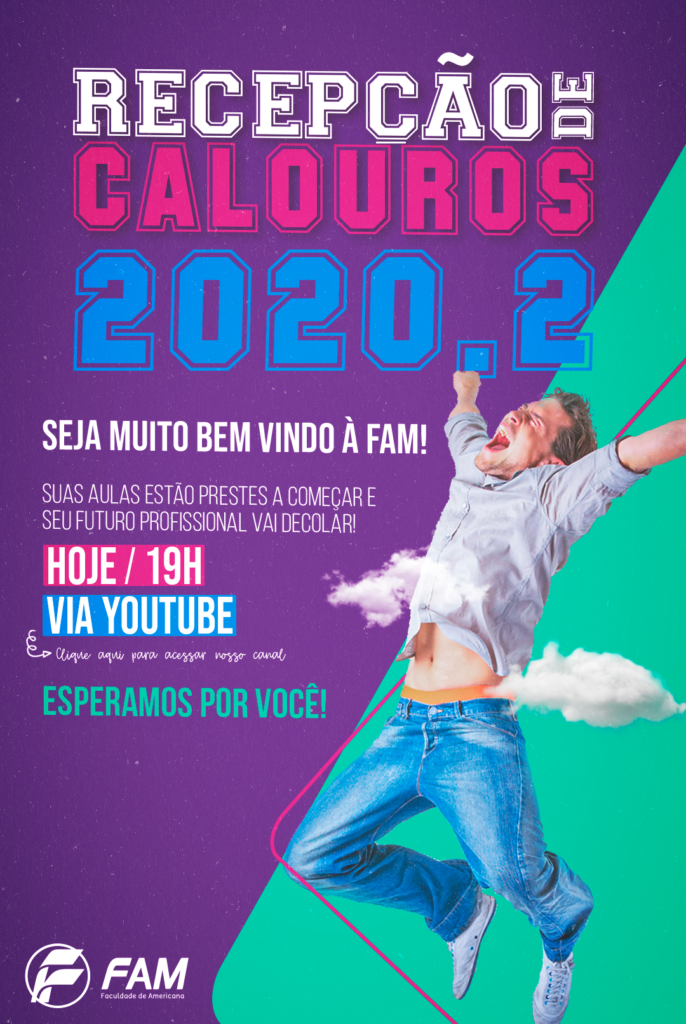 RECEPÇÃO DE
CALOUROS
2020.2
SEJA MUITO BEM VINDO À FAM!
SUAS AULAS ESTÃO PRESTES A COMEÇAR E
SEU FUTURO PROFISSIONAL VAI DECOLAR!
HOJE / 19H
VIA YOUTUBE
Clique aqui para acessar nosso canal
ESPERAMOS POR VOCÊ!
FAM
Faculdade de Americana